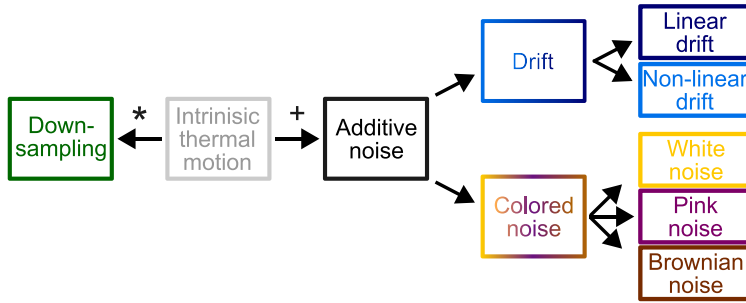 Down-
sampling
*
Intrinisic
thermal
motion
+
Additive
noise
Drift
Linear
drift
Non-linear
drift
Colored
noise
White
noise
Pink
noise
Brownian
noise